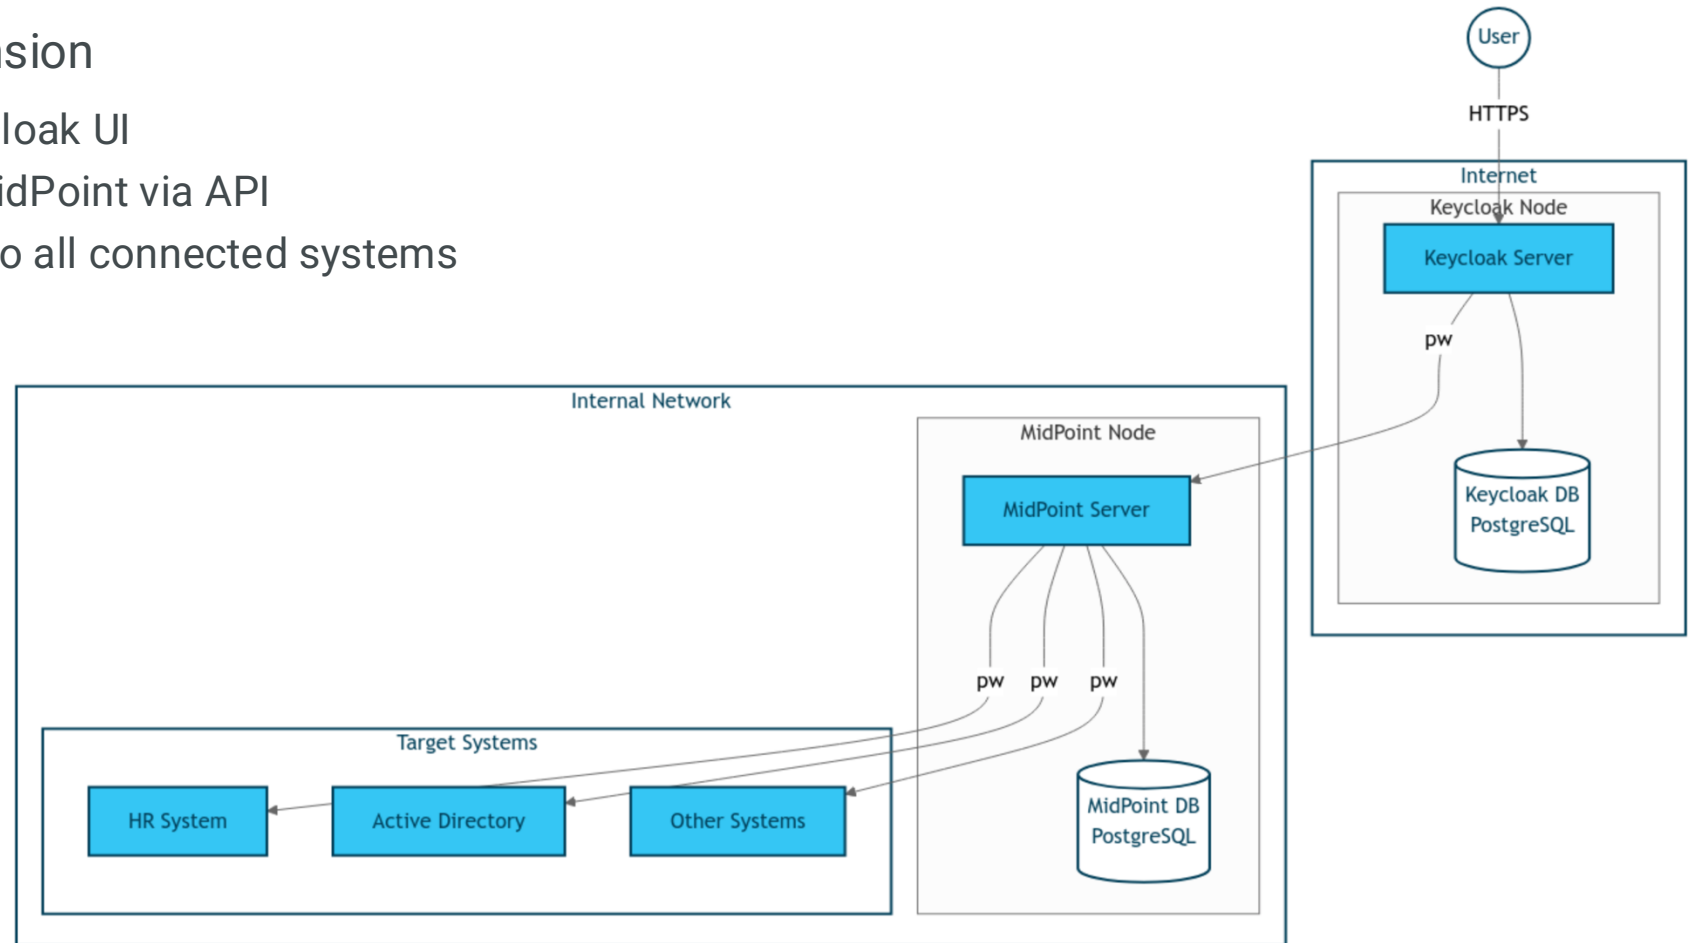 nsion
loak UI
idPoint via API
o all connected systems
User
HTTPS
Internet
Keycloak Node
Keycloak Server
pw
Keycloak DB
PostgreSQL
Internal Network
MidPoint Node
MidPoint Server
pw pw pw
MidPoint DB
PostgreSQL
Target Systems
HR System
Active Directory
Other Systems